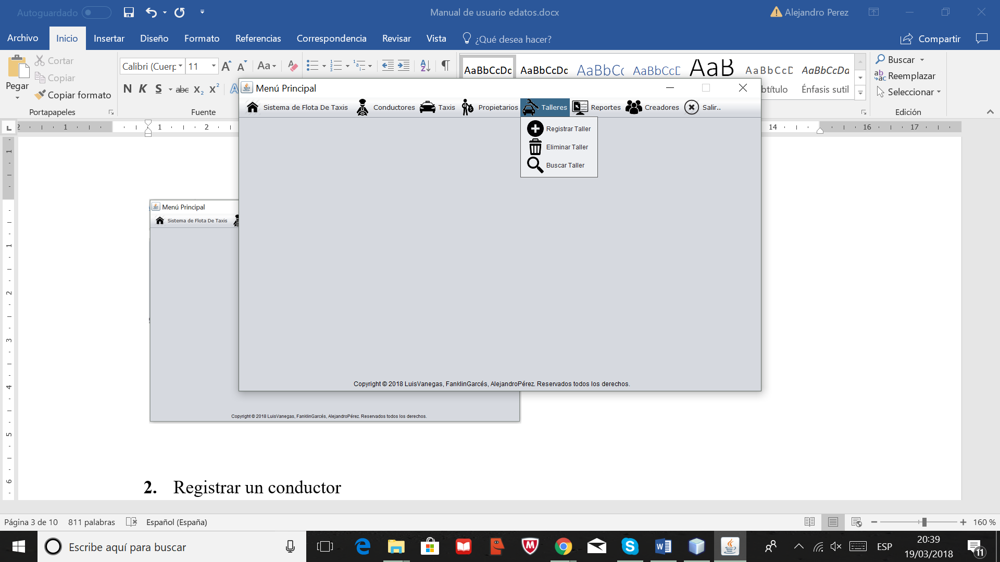 Autoguardado
Manual de usuario edatos.docx
Alejandro Perez
Archivo Inicio Insertar Diseño Formato Referencias Correspondencia Revisar Vista ¿Qué desea hacer? Compartir
Pegar
Cortar
Copiar
Copiar formato
Portapapeles
Calibri (Cuerp 11
N K S abc X₂ X²
Fuente
AaBbCcDc AaBbCcDc AaBbCc AaBbCcD AaB AaBbCcD AaBbCcDa
btítulo Énfasis sutil
Buscar
Reemplazar
Seleccionar
Edición
2 1 1 2 14 16 17
Menú Principal
Sistema de Flota De Taxis Conductores Taxis Propietarios Talleres Reportes Creadores Salir..
Registrar Taller
Eliminar Taller
Buscar Taller
Copyright © 2018 LuisVanegas, FanklinGarcés, AlejandroPérez. Reservados todos los derechos.
Menú Principal
Sistema de Flota De Taxis
Copyright © 2018 LuisVanegas, FanklinGarcés, AlejandroPérez. Reservados todos los derechos.
1
1
2
3
4
5
6
2. Registrar un conductor
Página 3 de 10 811 palabras Español (España) 160 %
Escribe aquí para buscar
ESP
20:39
19/03/2018
11